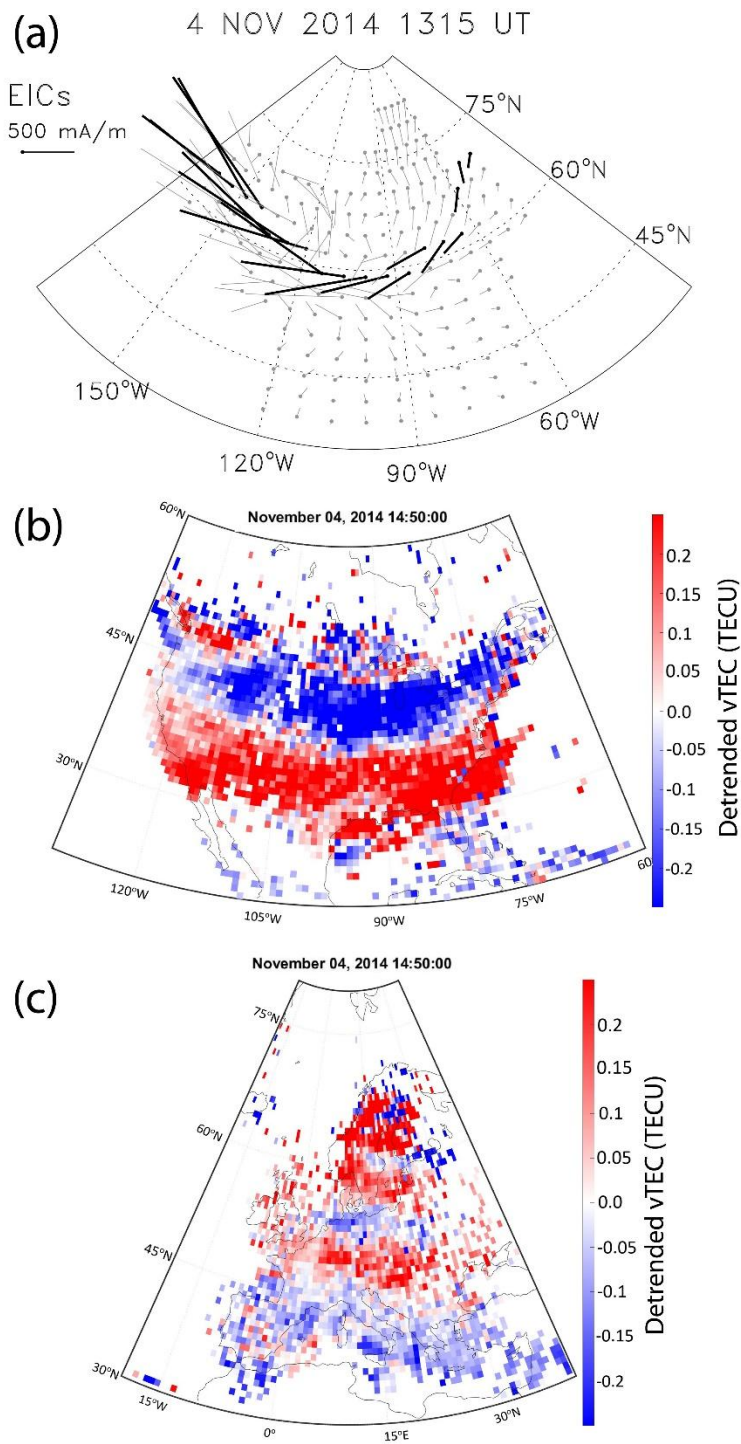 (a)
4 NOV 2014 1315 UT
EICs
500 mA/m
75°N
60°N
45°N
150°W
120°W
90°W
60°W
(b)
November 04, 2014 14:50:00
60°N
45°N
30°N
120°W
105°W
90°W
75°W
60
0.2
0.15
0.1
0.05
0.0
-0.05
-0.1
-0.15
-0.2
Detrended vTEC (TECU)
(c)
November 04, 2014 14:50:00
75°N
60°N
45°N
30°N
15°W
0°
15°E
30°N
0.2
0.15
0.1
0.05
0.0
-0.05
-0.1
-0.15
-0.2
Detrended vTEC (TECU)